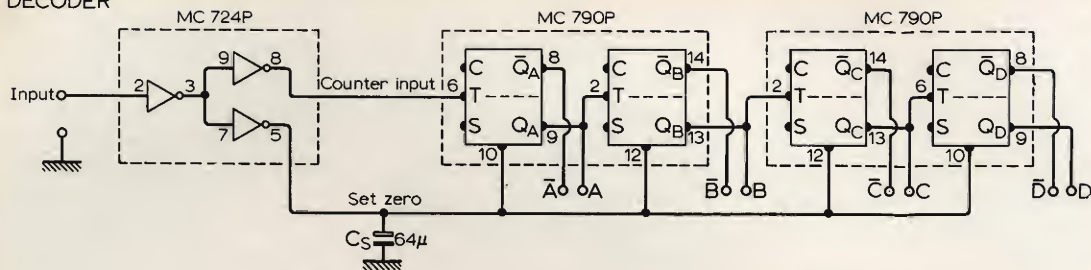 DECODER
MC 724P
MC 790P
MC 790P
Input
2
3
9
8
7
5
Counter input
6
C
T
S
Q̄A
QA
8
9
10
2
C
T
S
Q̄B
QB
14
13
12
2
C
T
S
Q̄C
QC
14
13
12
6
C
T
S
Q̄D
QD
8
9
10
Ā A
B̄ B
C̄ C
D̄ D
Set zero
CS 64μ